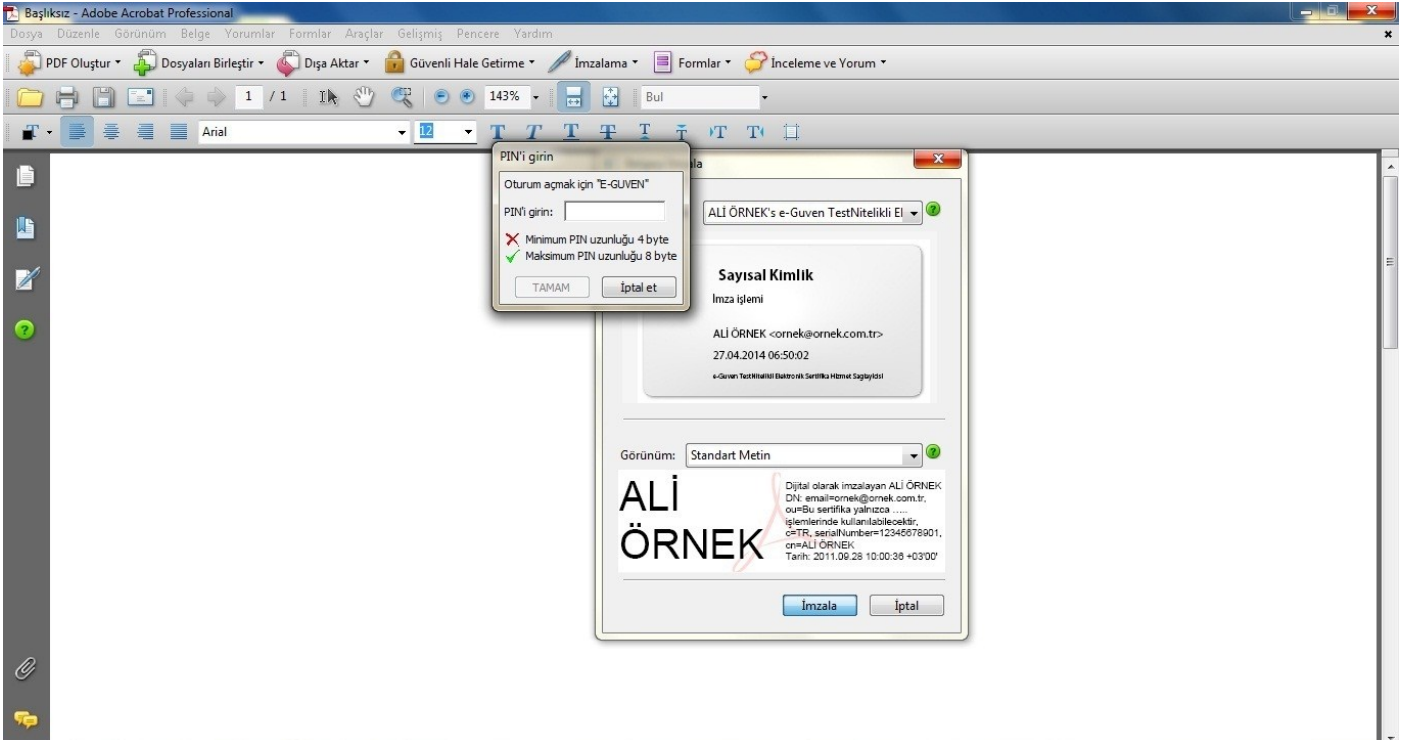 Başlıksız - Adobe Acrobat Professional
Dosya Düzenle Görünüm Belge Yorumlar Formlar Araçlar Gelişmiş Pencere Yardım
PDF Oluştur Dosyaları Birleştir Dışa Aktar Güvenli Hale Getirme İmzalama Formlar İnceleme ve Yorum
1 / 1 143% Bul
Arial 12
PIN'i girin
Oturum açmak için "E-GUVEN"
PIN'i girin:
Minimum PIN uzunluğu 4 byte
Maksimum PIN uzunluğu 8 byte
TAMAM İptal et
ALİ ÖRNEK's e-Guven TestNitelikli El
Sayısal Kimlik
İmza işlemi
ALİ ÖRNEK <ornek@ornek.com.tr>
27.04.2014 06:50:02
e-Guven TestNitelikli Elektronik Sertifika Hizmet Saglayicisi
Görünüm: Standart Metin
ALİ
ÖRNEK
Dijital olarak imzalayan ALİ ÖRNEK
DN: email=ornek@ornek.com.tr,
ou=Bu sertifika yalnızca .....
işlemlerinde kullanılabilecektir,
c=TR, serialNumber=12345678901,
cn=ALİ ÖRNEK
Tarih: 2011.09.28 10:00:36 +03'00'
İmzala İptal